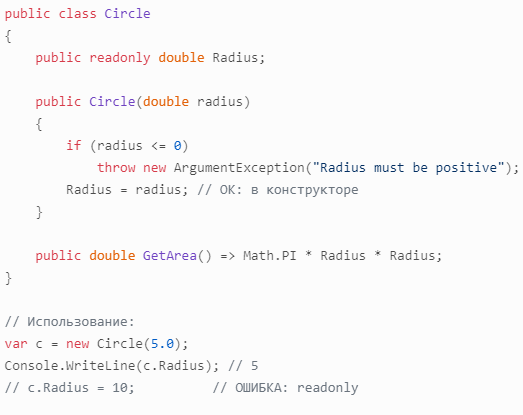 public class Circle
{
    public readonly double Radius;

    public Circle(double radius)
    {
        if (radius <= 0)
            throw new ArgumentException("Radius must be positive");
        Radius = radius; // ОК: в конструкторе
    }

    public double GetArea() => Math.PI * Radius * Radius;
}

// Использование:
var c = new Circle(5.0);
Console.WriteLine(c.Radius); // 5
// c.Radius = 10;          // ОШИБКА: readonly